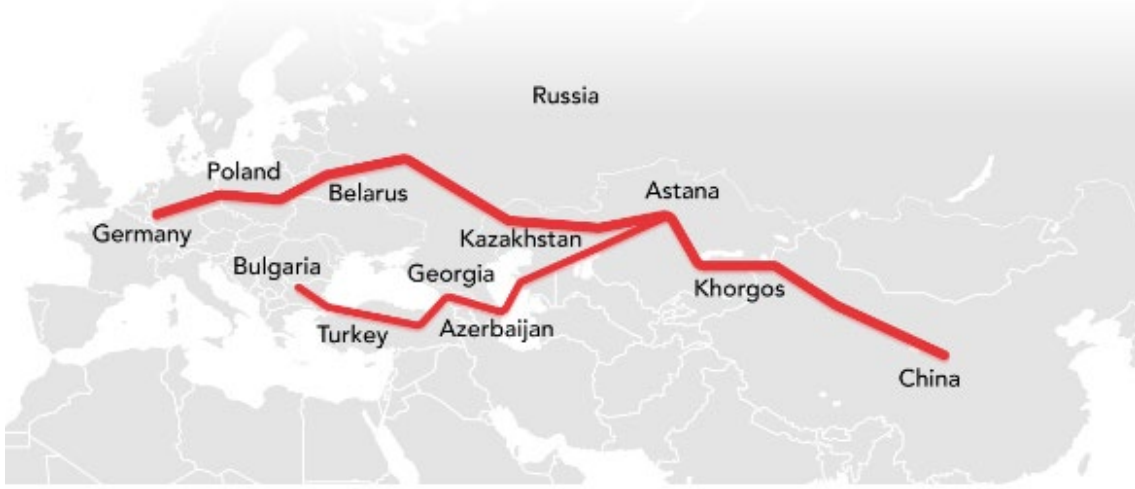 Russia
Poland
Astana
Belarus
Germany
Kazakhstan
Bulgaria
Georgia
Khorgos
Turkey
Azerbaijan
China